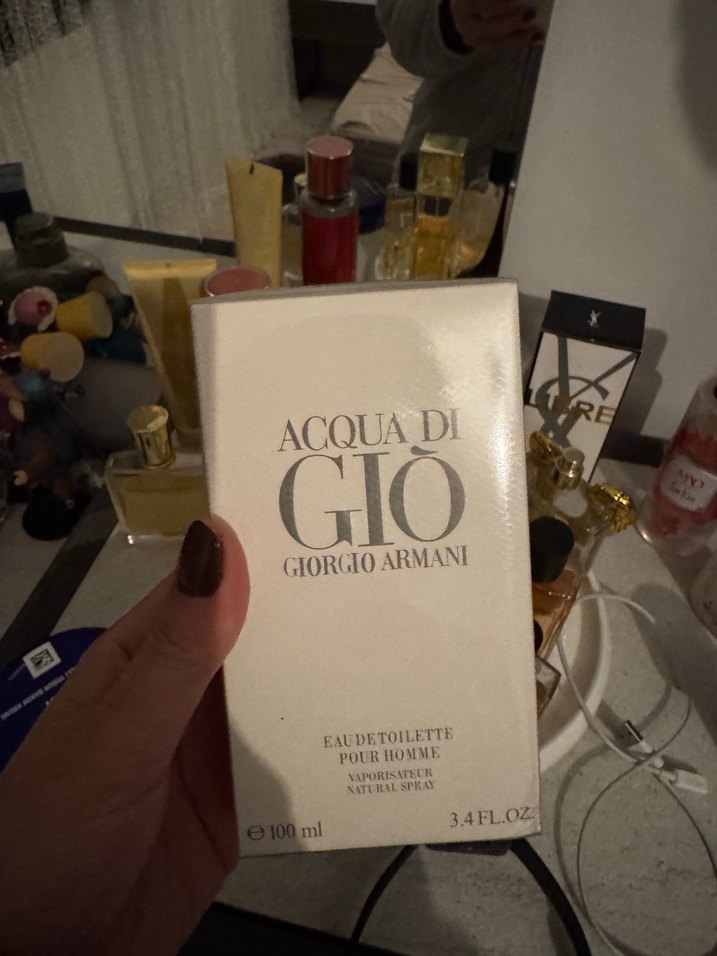 ACQUA DI
GIÒ
GIORGIO ARMANI
EAU DE TOILETTE
POUR HOMME
VAPORISATEUR
NATURAL SPRAY
℮ 100 ml
3.4 FL.OZ.
LIBRE